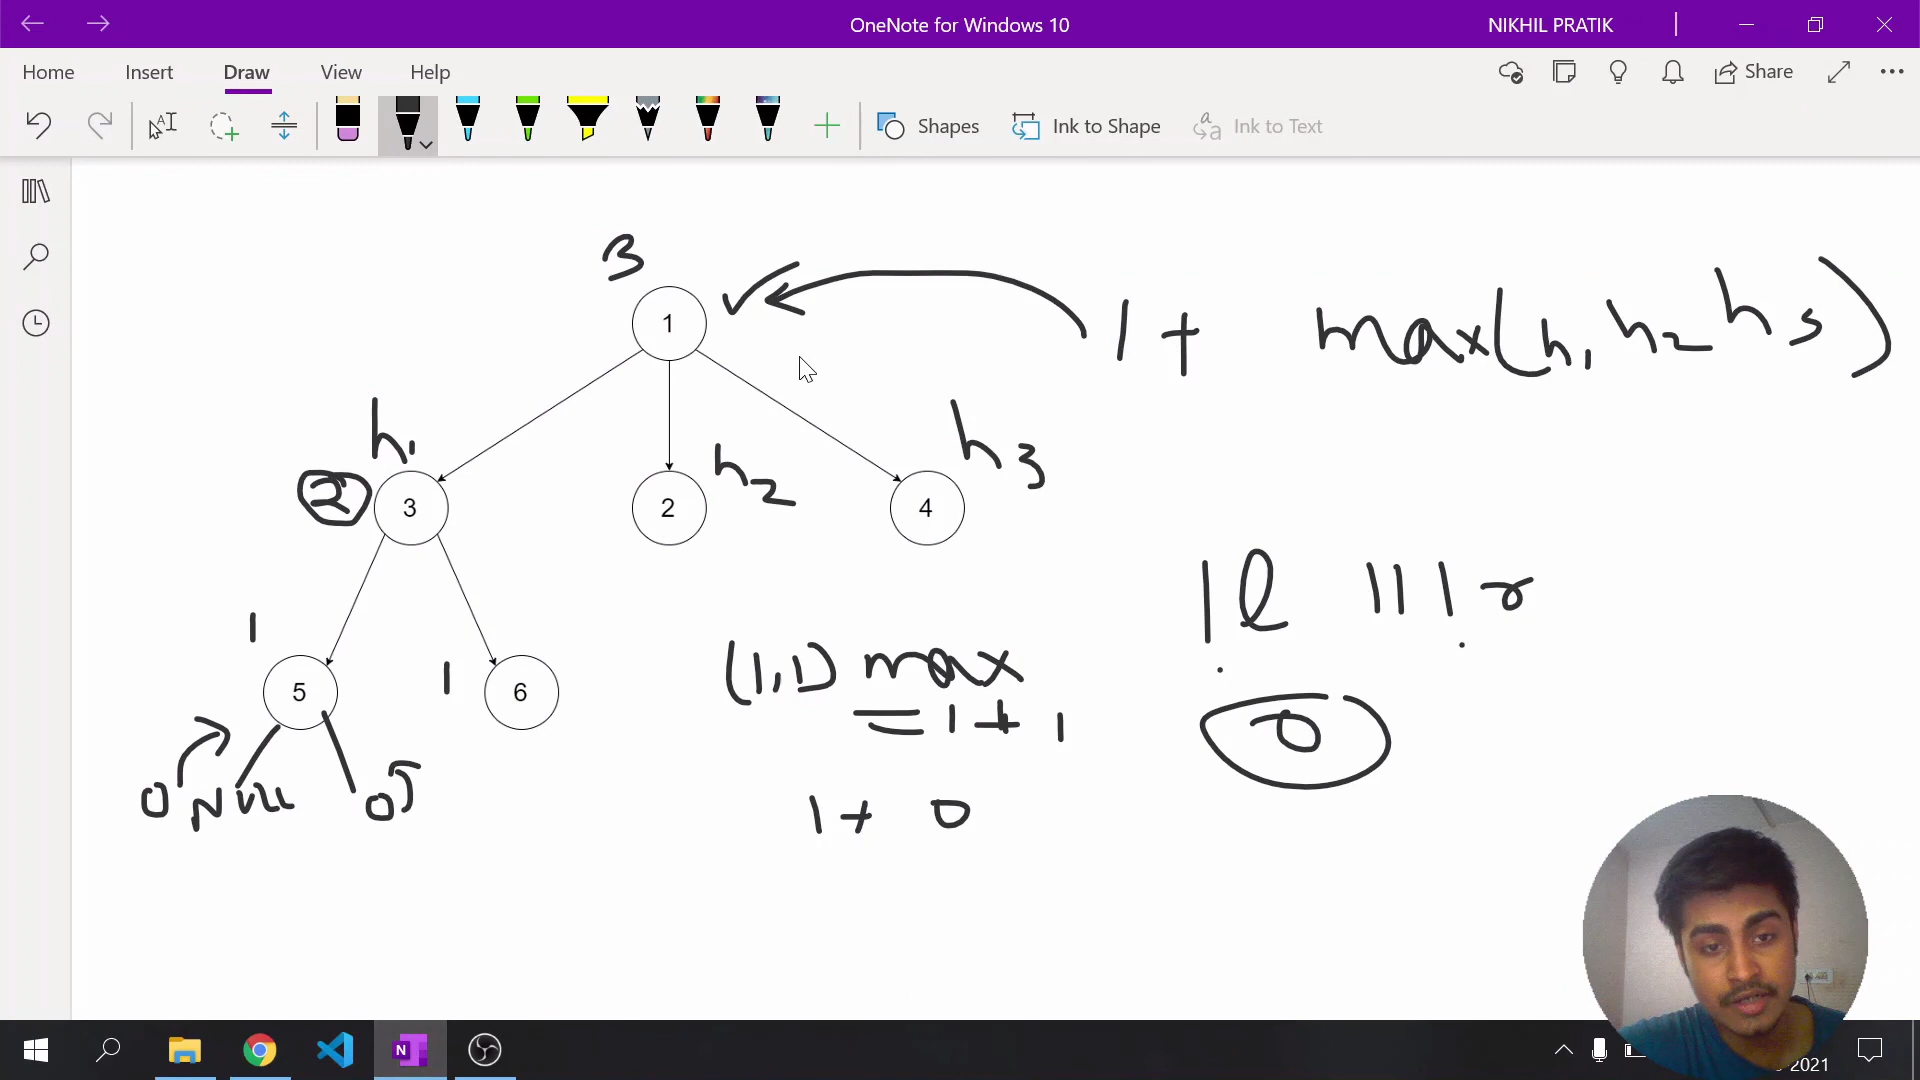 OneNote for Windows 10
NIKHIL PRATIK
Home Insert Draw View Help
Share
Shapes Ink to Shape Ink to Text
3
1
1 + max(h1 h2 h3)
h1
h2
h3
2
3
2
4
1
5
1
6
(1,1) max
= 1 + 1
1 + 0
!l || !r
0
0 NULL
0
2021